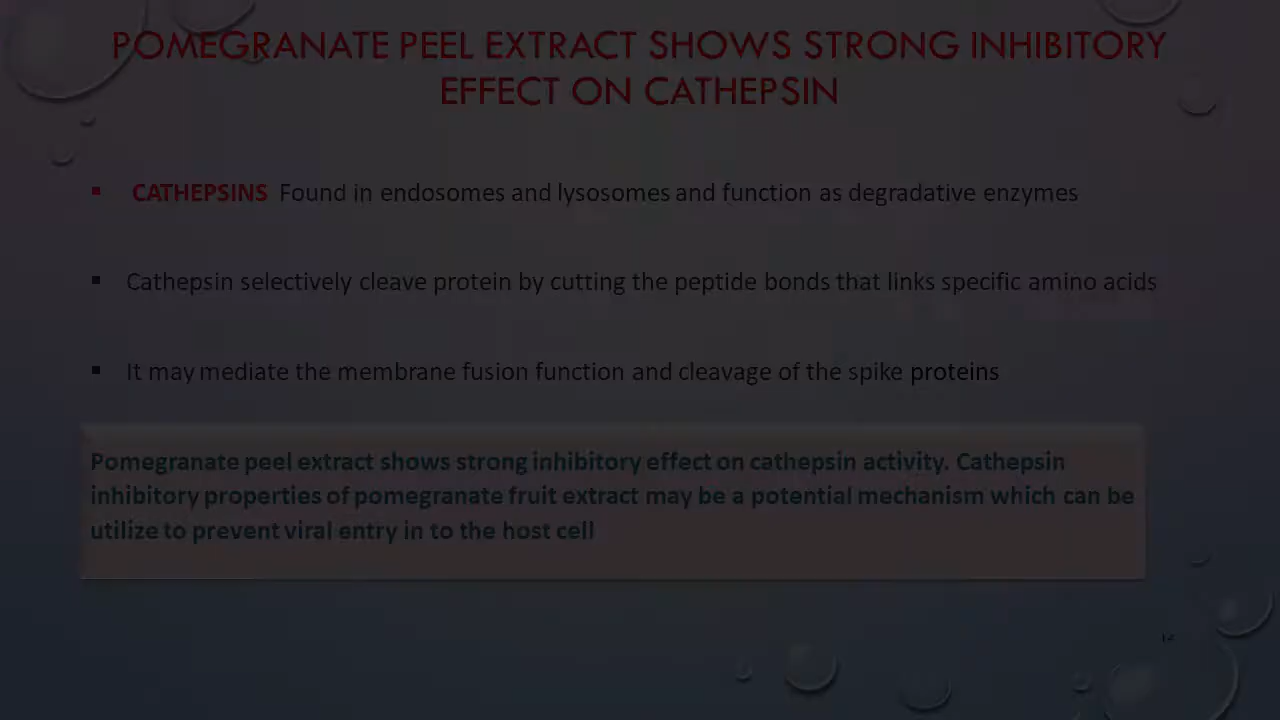 POMEGRANATE PEEL EXTRACT SHOWS STRONG INHIBITORY
EFFECT ON CATHEPSIN
CATHEPSINS Found in endosomes and lysosomes and function as degradative enzymes
Cathepsin selectively cleave protein by cutting the peptide bonds that links specific amino acids
It may mediate the membrane fusion function and cleavage of the spike proteins
Pomegranate peel extract shows strong inhibitory effect on cathepsin activity. Cathepsin
inhibitory properties of pomegranate fruit extract may be a potential mechanism which can be
utilize to prevent viral entry in to the host cell